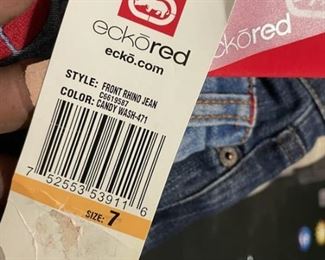 eckōred
eckō.com
STYLE: FRONT RHINO JEAN
C6619587
COLOR: CANDY WASH-471
7 52553 53911 6
SIZE: 7
eckōred